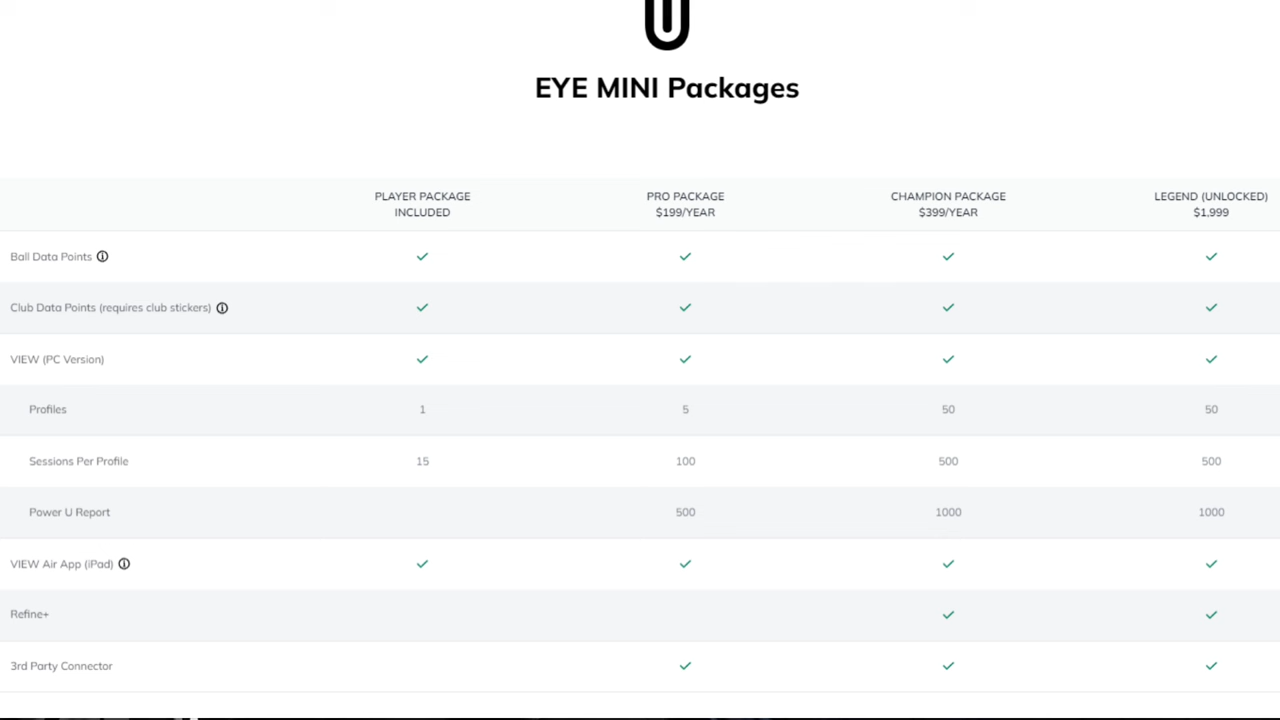 EYE MINI Packages
PLAYER PACKAGE
INCLUDED
PRO PACKAGE
$199/YEAR
CHAMPION PACKAGE
$399/YEAR
LEGEND (UNLOCKED)
$1,999
Ball Data Points
Club Data Points (requires club stickers)
VIEW (PC Version)
Profiles 1 5 50 50
Sessions Per Profile 15 100 500 500
Power U Report 500 1000 1000
VIEW Air App (iPad)
Refine+
3rd Party Connector